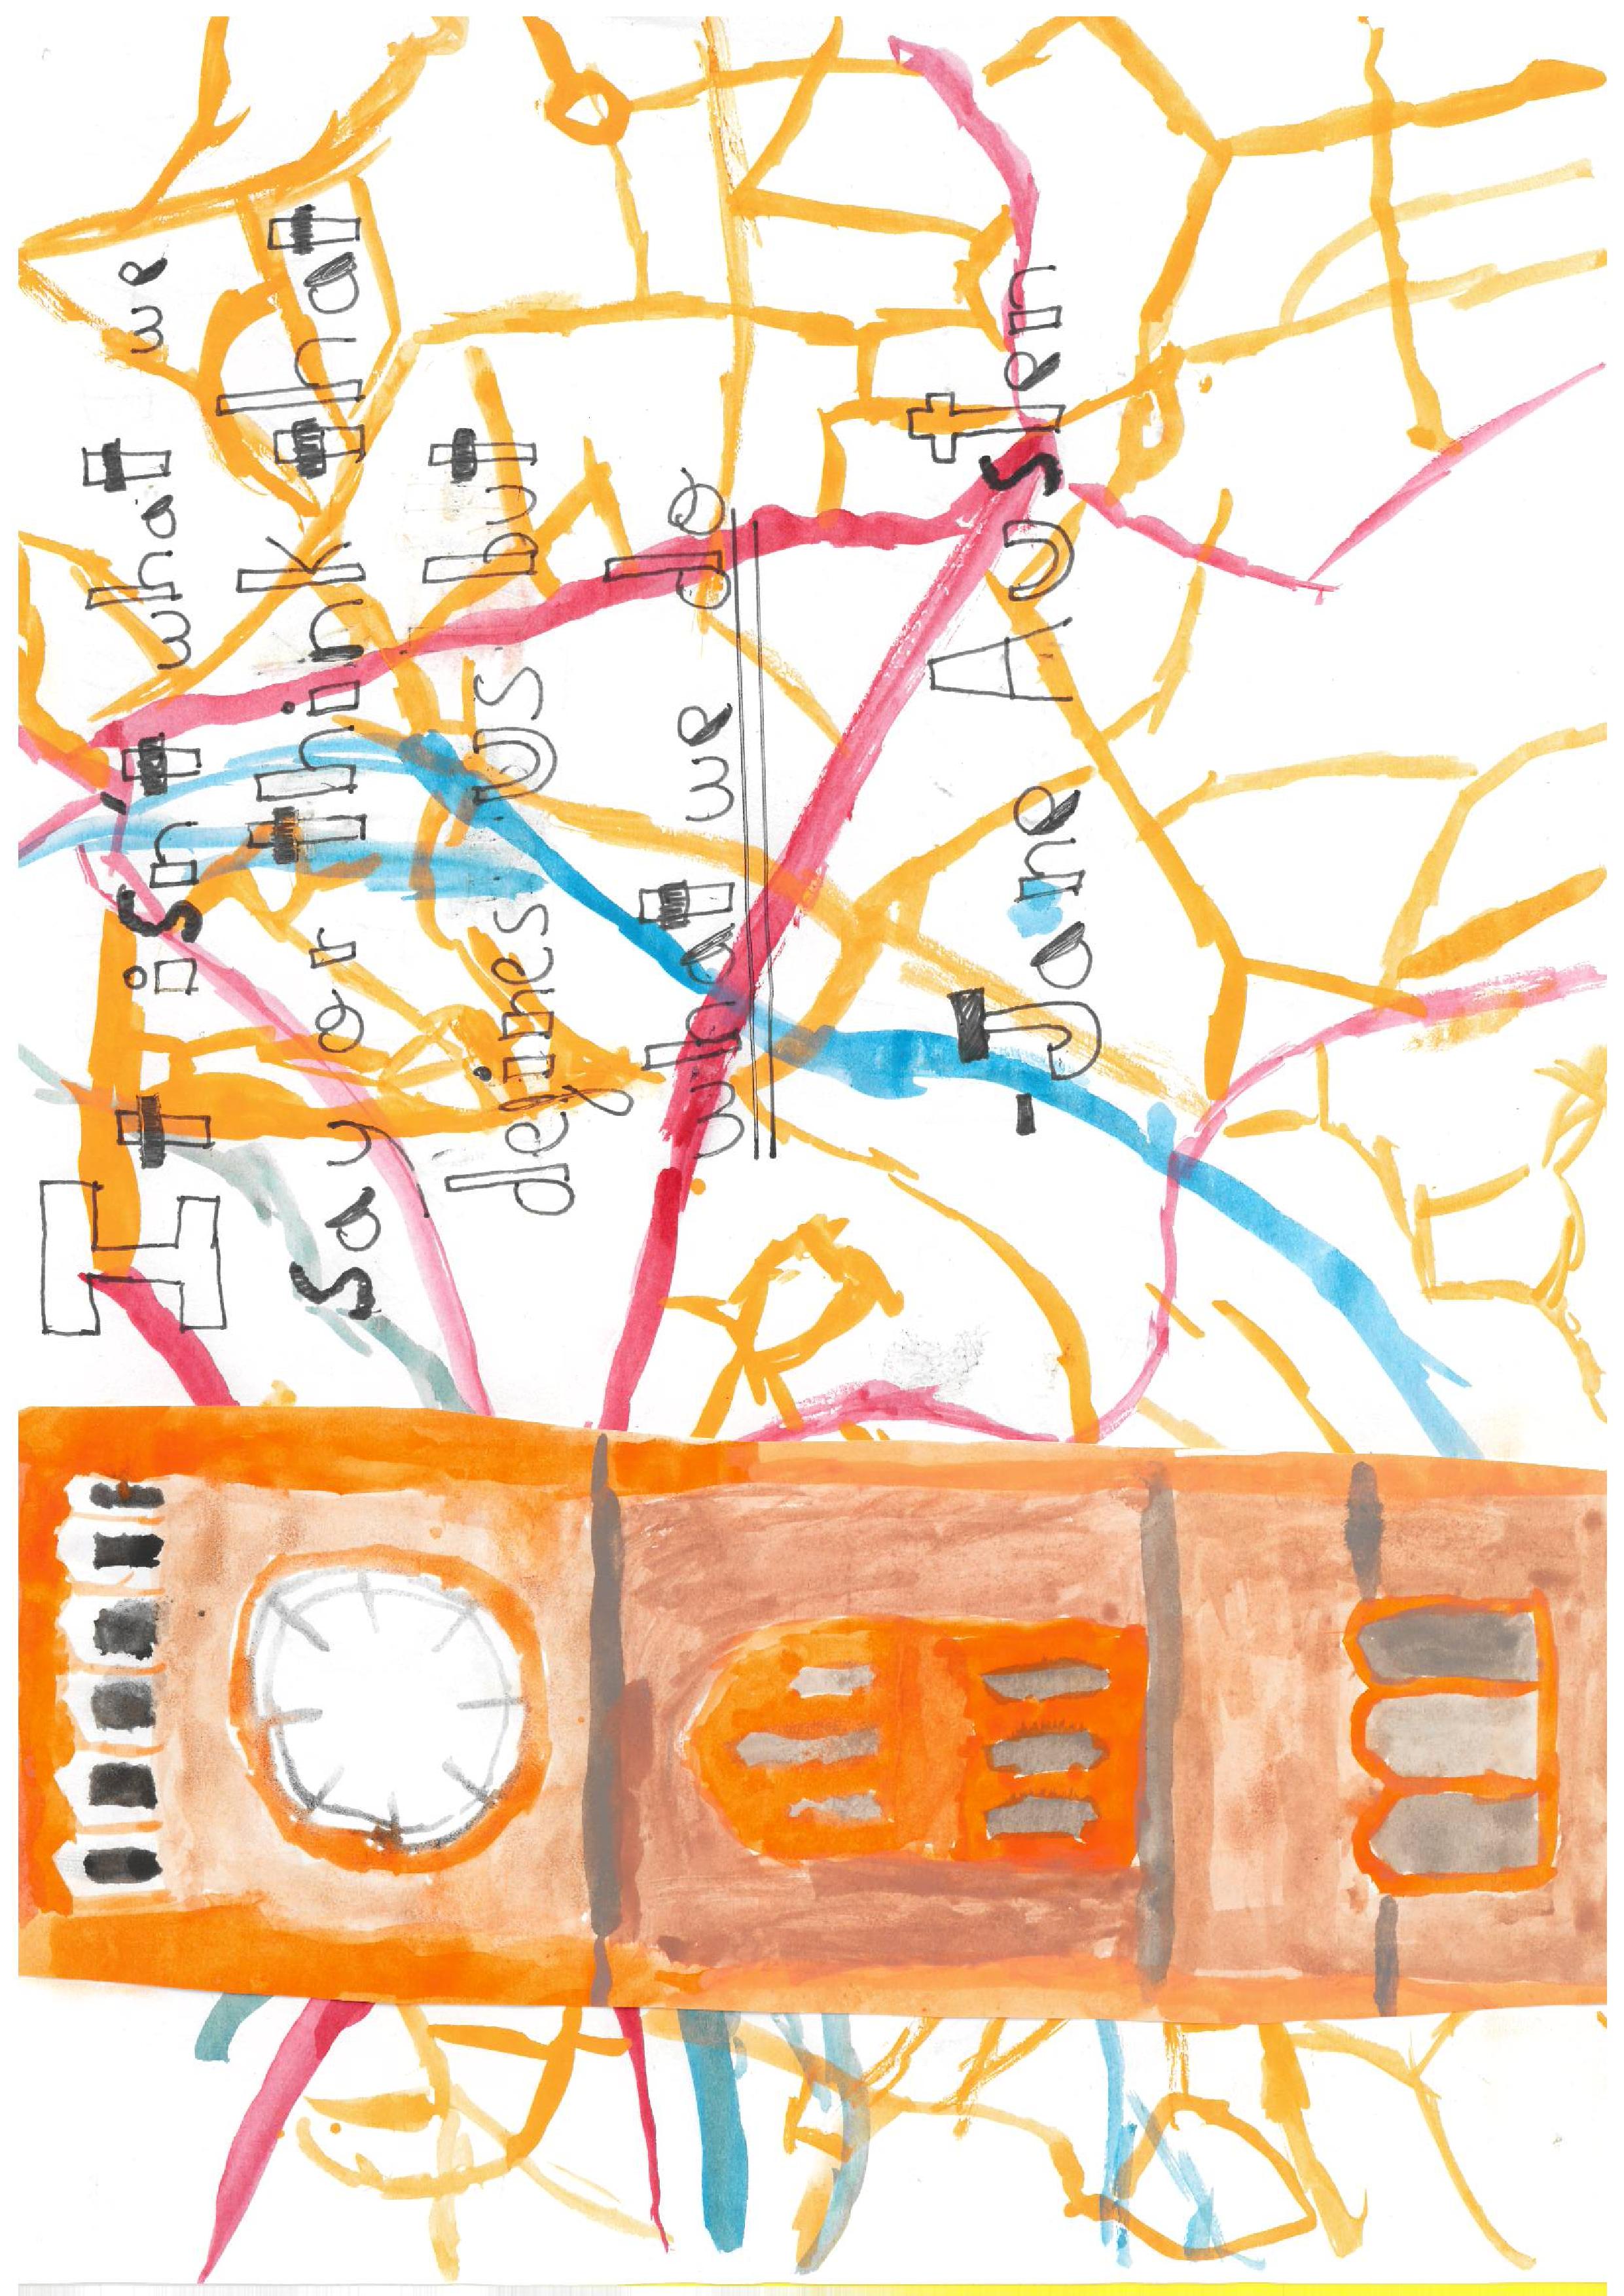 It isn't what we
say or think that
defines us but
what we do
-Jane Austen